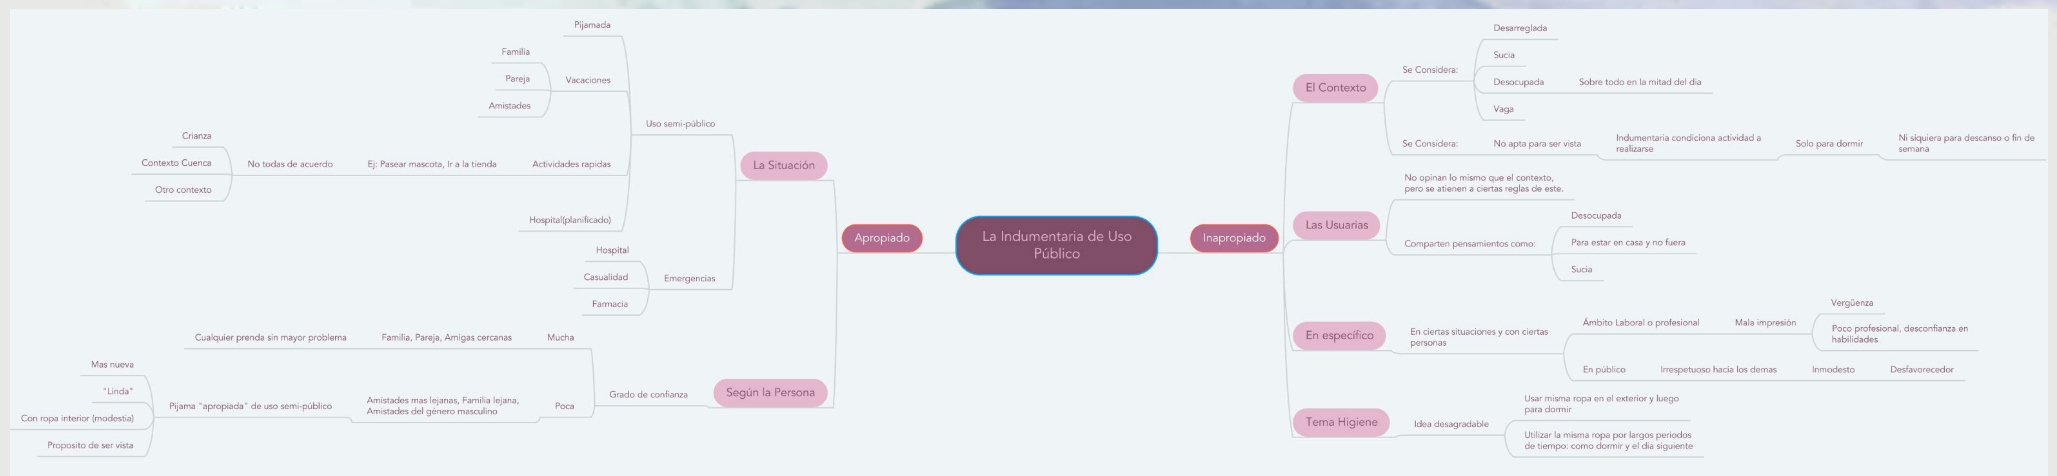 La Indumentaria de Uso
Público
Apropiado
La Situación
Uso semi-público
Pijamada
Vacaciones
Familia
Pareja
Amistades
Actividades rapidas
Ej: Pasear mascota, Ir a la tienda
No todas de acuerdo
Crianza
Contexto Cuenca
Otro contexto
Hospital(planificado)
Emergencias
Hospital
Casualidad
Farmacia
Según la Persona
Grado de confianza
Mucha
Familia, Pareja, Amigas cercanas
Cualquier prenda sin mayor problema
Poca
Amistades mas lejanas, Familia lejana,
Amistades del género masculino
Pijama "apropiada" de uso semi-público
Mas nueva
"Linda"
Con ropa interior (modestia)
Proposito de ser vista
Inapropiado
El Contexto
Se Considera:
Desarreglada
Sucia
Desocupada
Sobre todo en la mitad del día
Vaga
Se Considera:
No apta para ser vista
Indumentaria condiciona actividad a
realizarse
Solo para dormir
Ni siquiera para descanso o fin de
semana
Las Usuarias
No opinan lo mismo que el contexto,
pero se atienen a ciertas reglas de este.
Comparten pensamientos como:
Desocupada
Para estar en casa y no fuera
Sucia
En específico
En ciertas situaciones y con ciertas
personas
Ámbito Laboral o profesional
Mala impresión
Vergüenza
Poco profesional, desconfianza en
habilidades
En público
Irrespetuoso hacia los demas
Inmodesto
Desfavorecedor
Tema Higiene
Idea desagradable
Usar misma ropa en el exterior y luego
para dormir
Utilizar la misma ropa por largos periodos
de tiempo: como dormir y el día siguiente